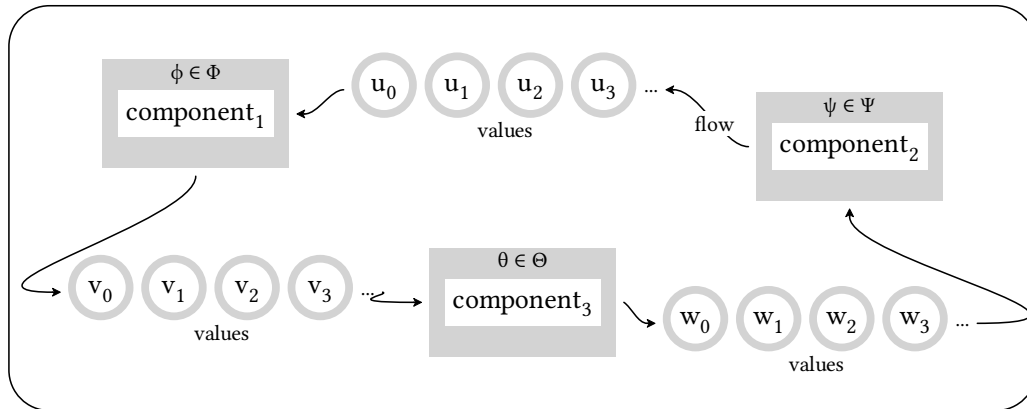 ϕ ∈ Φ
component₁
u₀ u₁ u₂ u₃ ...
values
flow
ψ ∈ Ψ
component₂
v₀ v₁ v₂ v₃ ...
values
θ ∈ Θ
component₃
w₀ w₁ w₂ w₃ ...
values